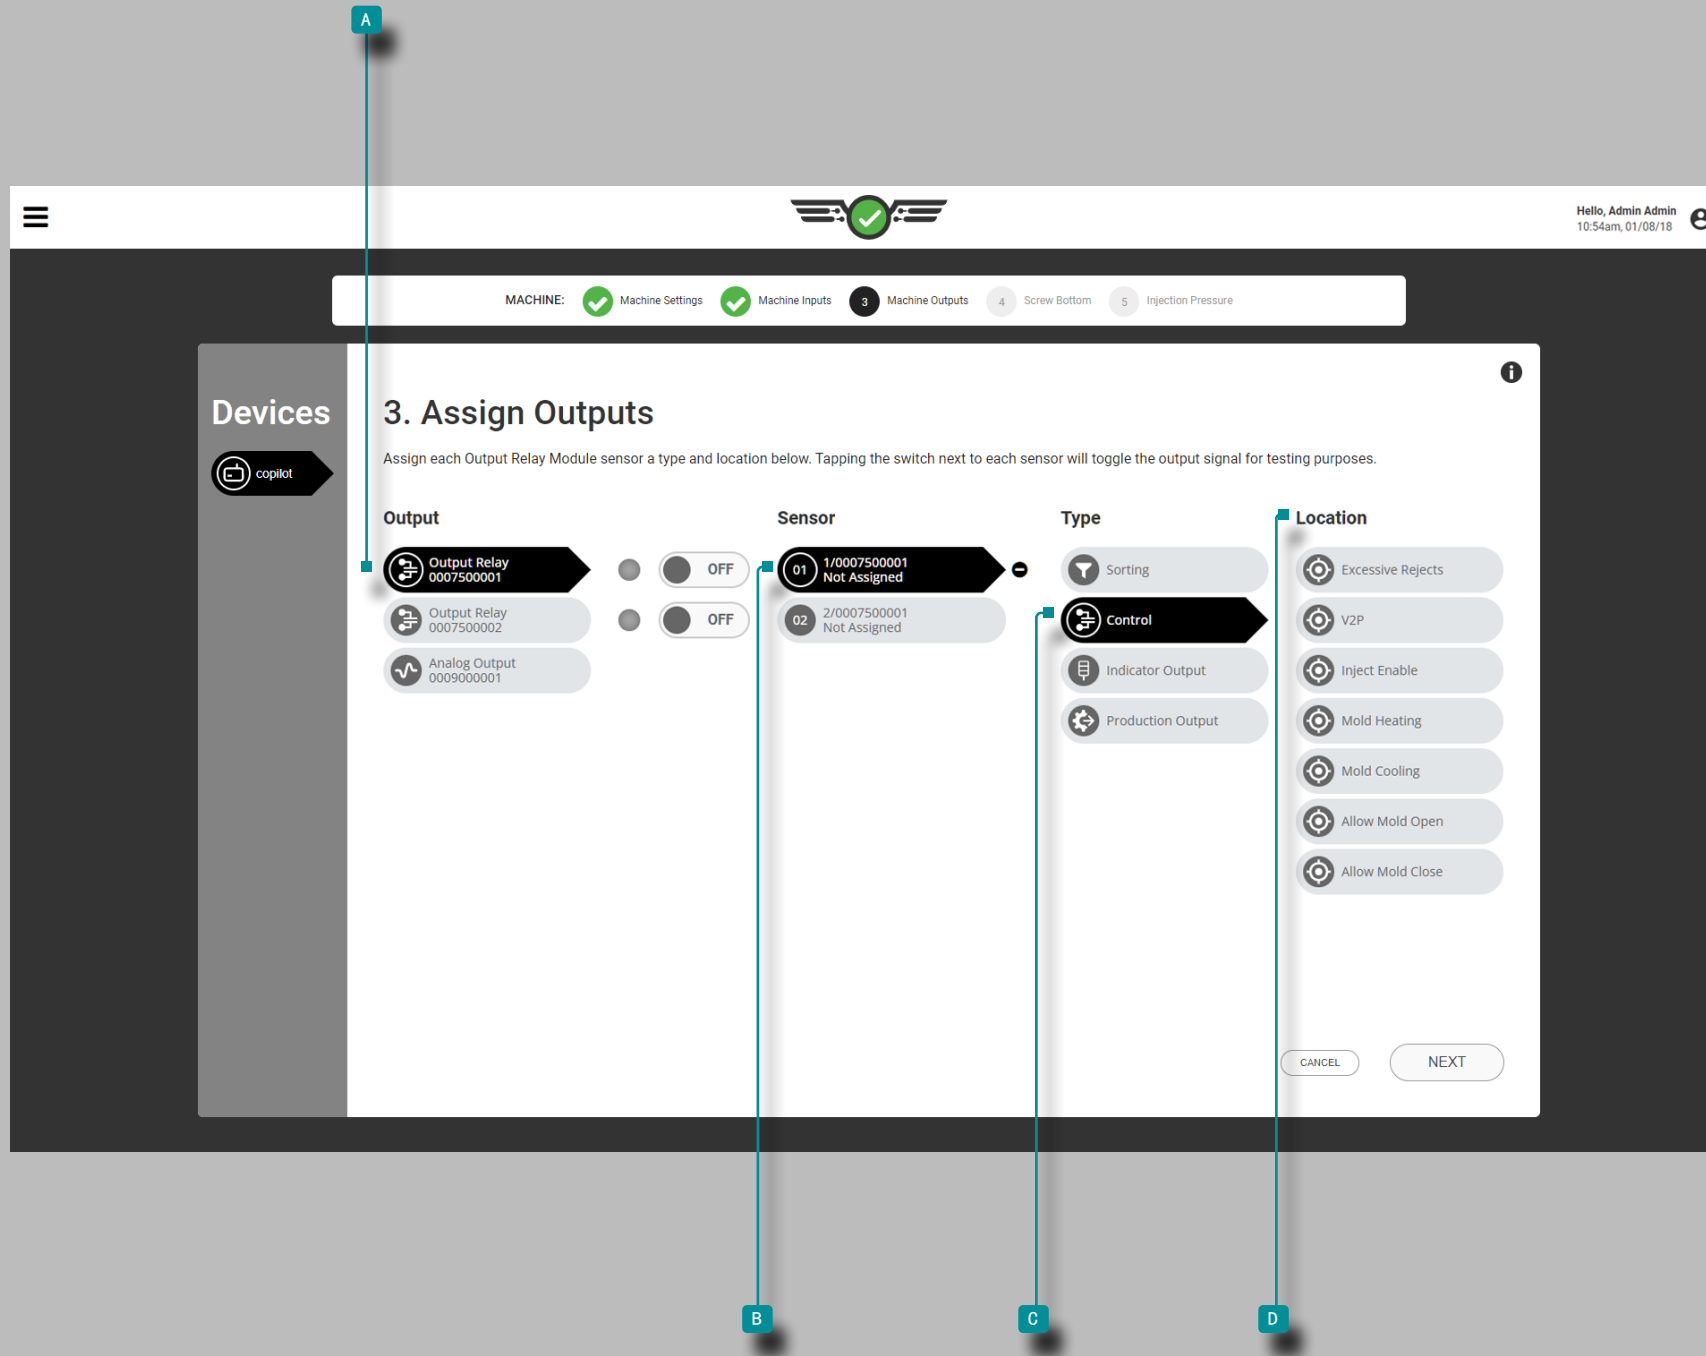 A
Hello, Admin Admin
10:54am, 01/08/18
MACHINE: Machine Settings Machine Inputs 3 Machine Outputs 4 Screw Bottom 5 Injection Pressure
Devices
copilot
3. Assign Outputs
Assign each Output Relay Module sensor a type and location below. Tapping the switch next to each sensor will toggle the output signal for testing purposes.
Output
Output Relay
0007500001
Output Relay
0007500002
Analog Output
0009000001
OFF
OFF
Sensor
01 1/0007500001
Not Assigned
02 2/0007500001
Not Assigned
Type
Sorting
Control
Indicator Output
Production Output
Location
Excessive Rejects
V2P
Inject Enable
Mold Heating
Mold Cooling
Allow Mold Open
Allow Mold Close
CANCEL
NEXT
B
C
D